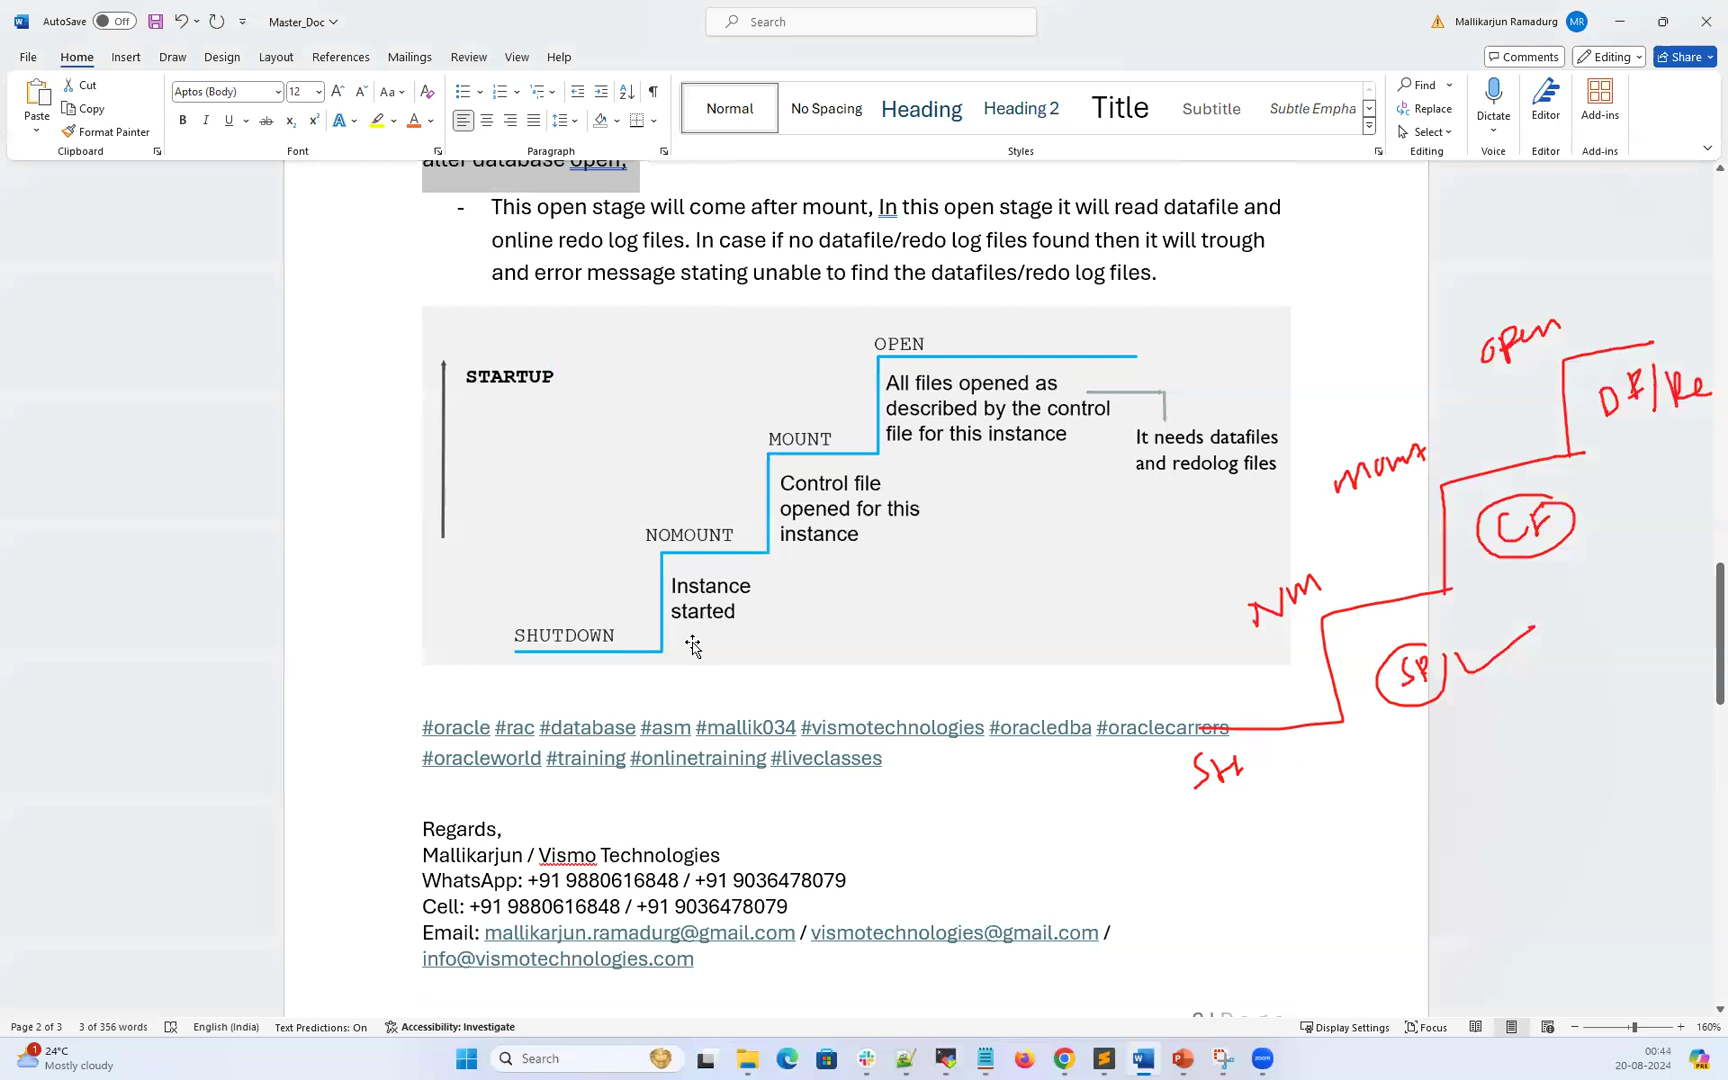 AutoSave Off Master_Doc Search Mallikarjun Ramadurg MR
File Home Insert Draw Design Layout References Mailings Review View Help Comments Editing Share
Paste Cut Copy Format Painter
Aptos (Body) 12
Normal No Spacing Heading Heading 2 Title Subtitle Subtle Empha
Find Replace Select Dictate Editor Add-ins
Clipboard Font Paragraph Styles Editing Voice Editor Add-ins
alter database open;
- This open stage will come after mount, In this open stage it will read datafile and
online redo log files. In case if no datafile/redo log files found then it will trough
and error message stating unable to find the datafiles/redo log files.
STARTUP
OPEN
All files opened as
described by the control
file for this instance
It needs datafiles
and redolog files
MOUNT
Control file
opened for this
instance
NOMOUNT
Instance
started
SHUTDOWN
open
DF/Re
mount
CF
NM
SP
SH
#oracle #rac #database #asm #mallik034 #vismotechnologies #oracledba #oraclecarrers
#oracleworld #training #onlinetraining #liveclasses
Regards,
Mallikarjun / Vismo Technologies
WhatsApp: +91 9880616848 / +91 9036478079
Cell: +91 9880616848 / +91 9036478079
Email: mallikarjun.ramadurg@gmail.com / vismotechnologies@gmail.com /
info@vismotechnologies.com
Page 2 of 3 3 of 356 words English (India) Text Predictions: On Accessibility: Investigate Display Settings Focus 160%
1 24°C
Mostly cloudy
Search
zoom
00:44
20-08-2024
PRE